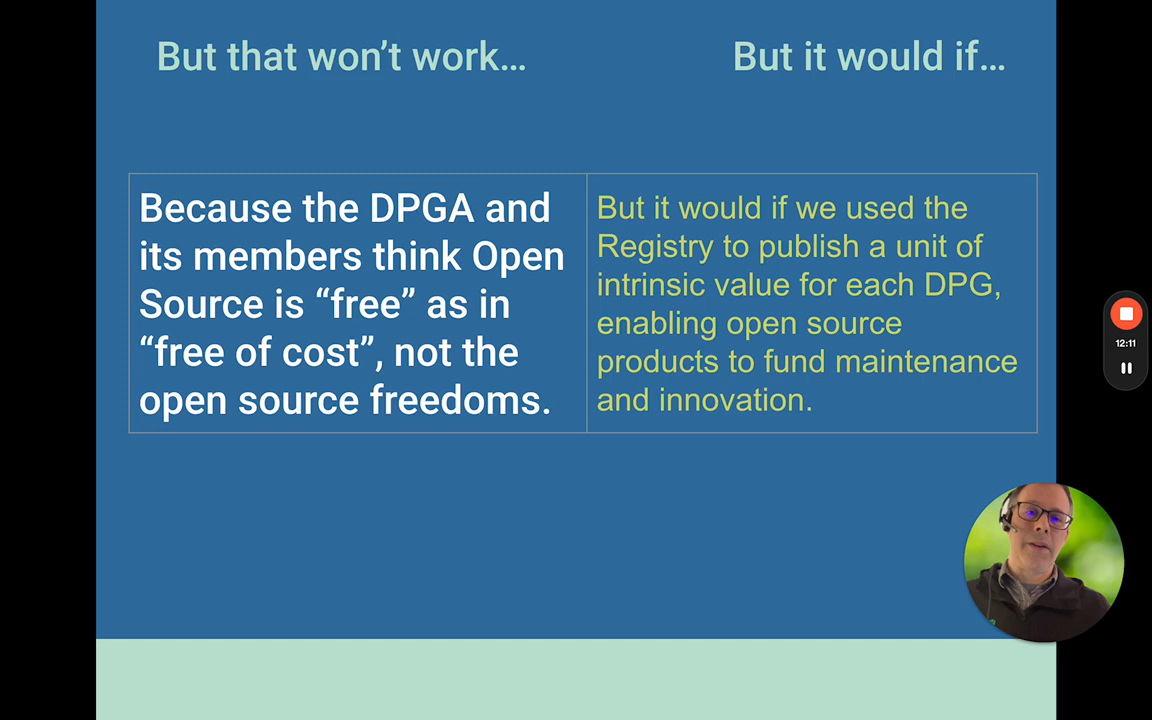 But that won’t work…
But it would if…
Because the DPGA and
its members think Open
Source is “free” as in
“free of cost”, not the
open source freedoms.
But it would if we used the
Registry to publish a unit of
intrinsic value for each DPG,
enabling open source
products to fund maintenance
and innovation.
12:11